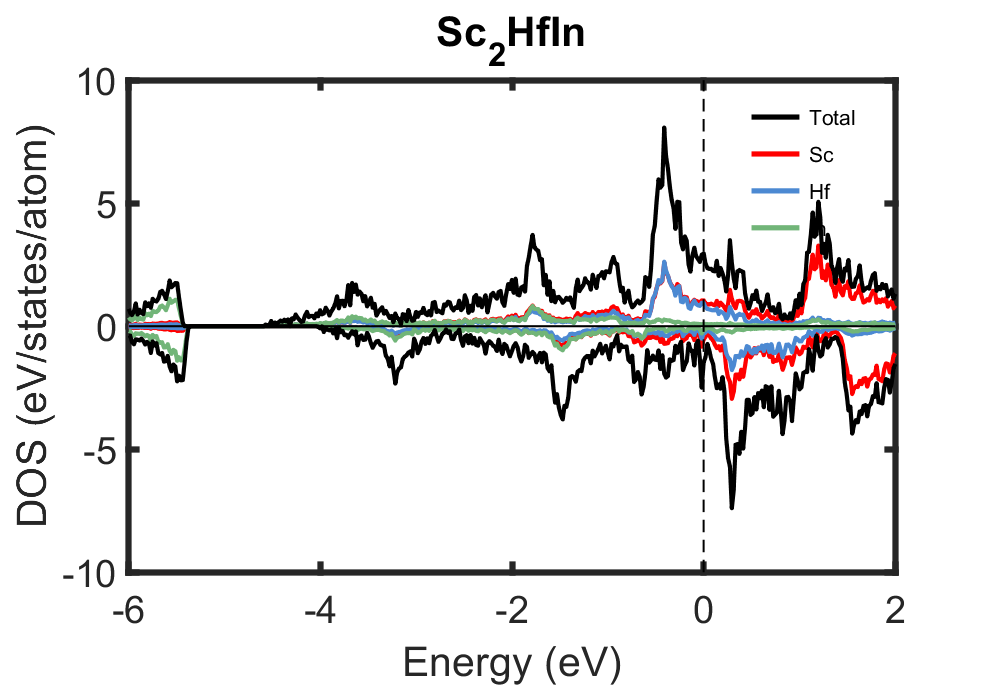 Sc2HfIn
10
5
0
-5
-10
-6
-4
-2
0
2
DOS (eV/states/atom)
Energy (eV)
Total
Sc
Hf